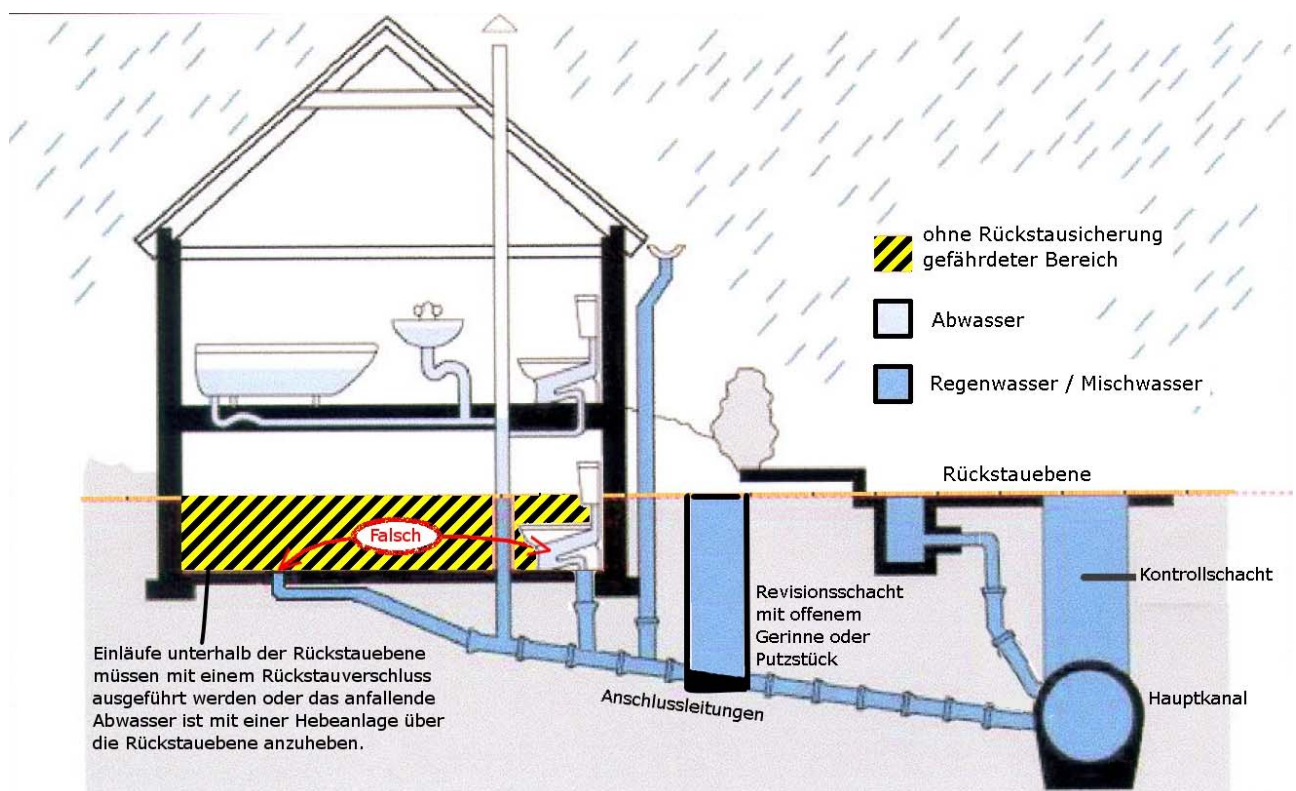 ohne Rückstausicherung
gefährdeter Bereich
Abwasser
Regenwasser / Mischwasser
Rückstauebene
Falsch
Kontrollschacht
Revisionsschacht
mit offenem
Gerinne oder
Putzstück
Einläufe unterhalb der Rückstauebene
müssen mit einem Rückstauverschluss
ausgeführt werden oder das anfallende
Abwasser ist mit einer Hebeanlage über
die Rückstauebene anzuheben.
Anschlussleitungen
Hauptkanal